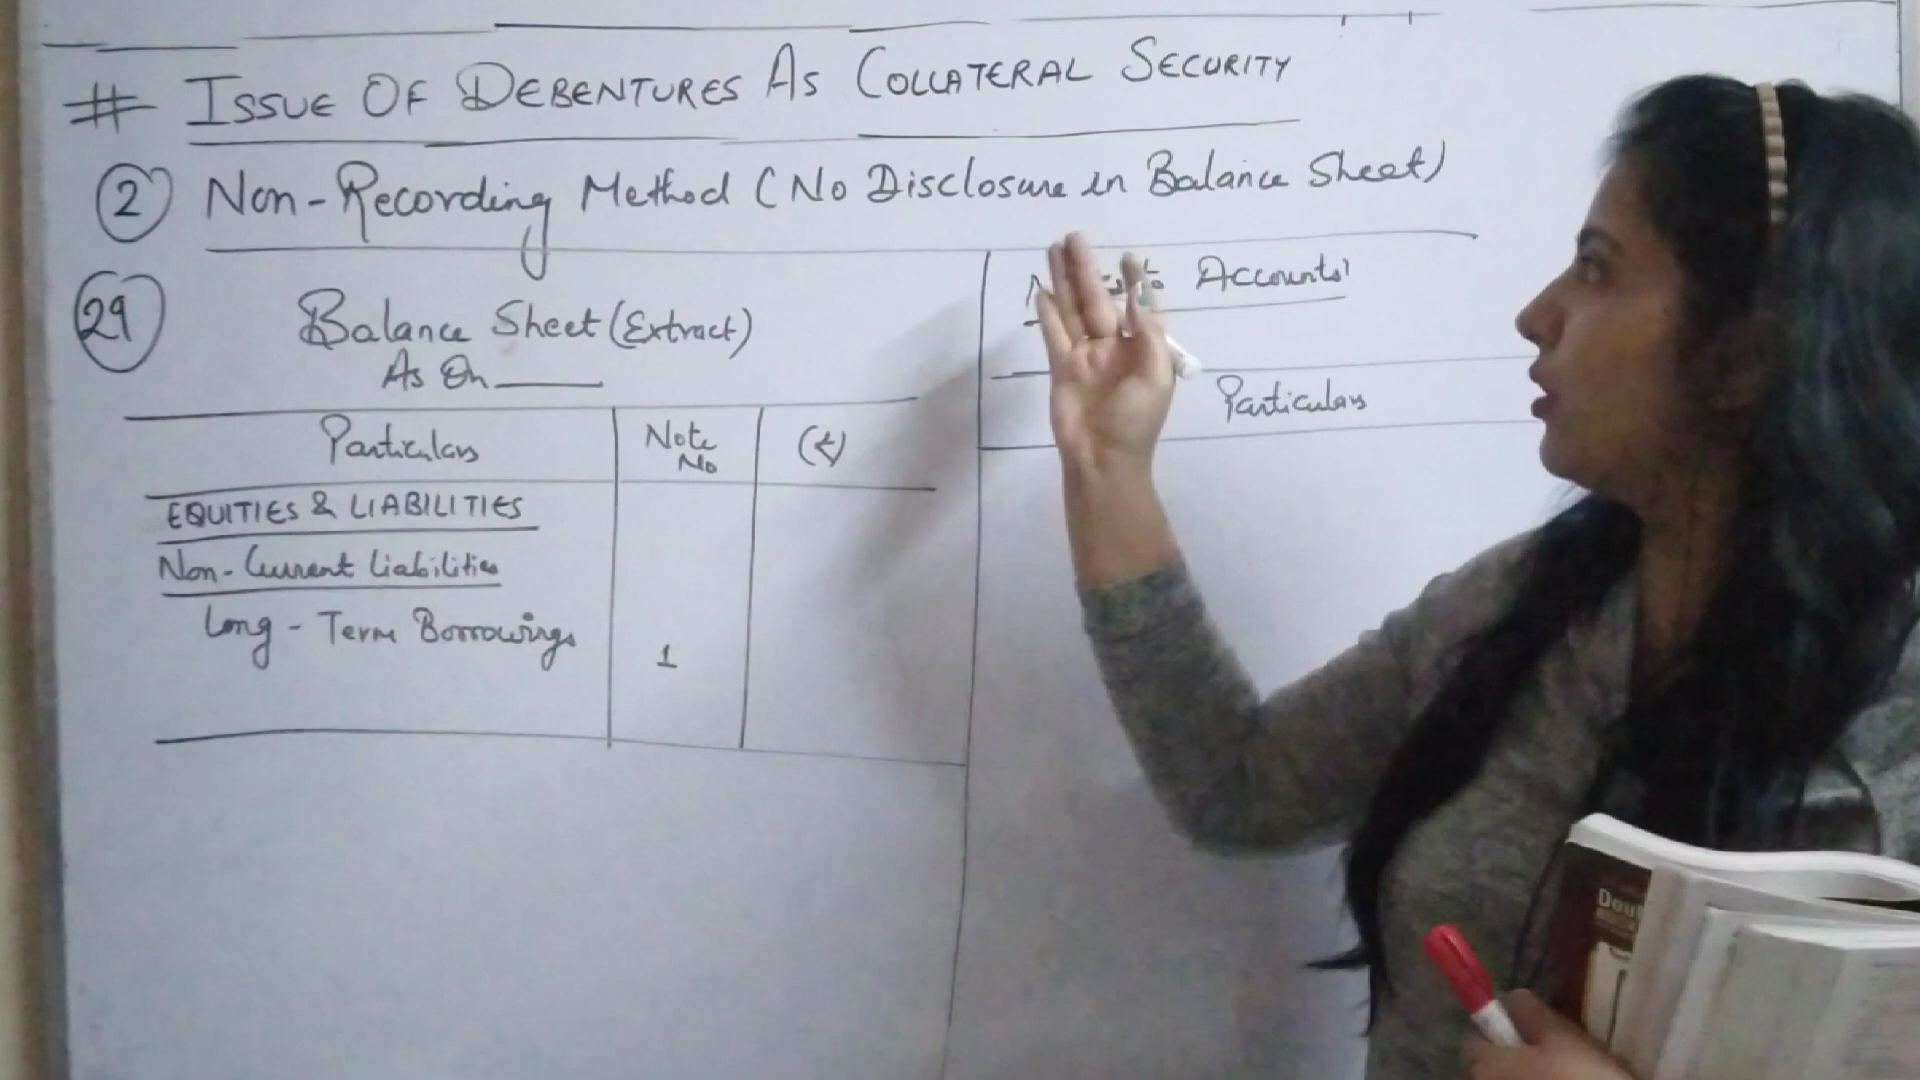 # ISSUE OF DEBENTURES AS COLLATERAL SECURITY
② Non-Recording Method (No Disclosure in Balance Sheet)
29
Balance Sheet (Extract)
As On
Particulars Note No (₹)
EQUITIES & LIABILITIES
Non-Current Liabilities
Long-Term Borrowings 1
to Accounts
Particulars